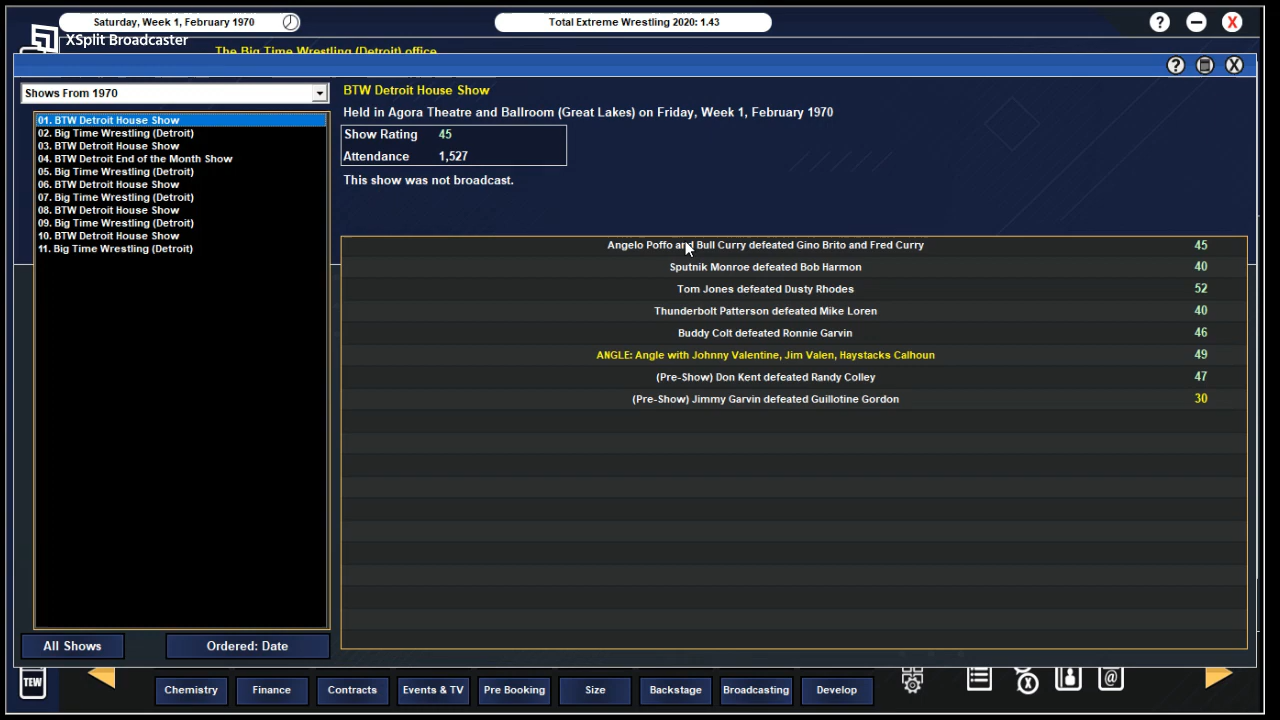 Saturday, Week 1, February 1970
Total Extreme Wrestling 2020: 1.43
?
X
XSplit Broadcaster
The Big Time Wrestling (Detroit) office
?
X
Shows From 1970
01. BTW Detroit House Show
02. Big Time Wrestling (Detroit)
03. BTW Detroit House Show
04. BTW Detroit End of the Month Show
05. Big Time Wrestling (Detroit)
06. BTW Detroit House Show
07. Big Time Wrestling (Detroit)
08. BTW Detroit House Show
09. Big Time Wrestling (Detroit)
10. BTW Detroit House Show
11. Big Time Wrestling (Detroit)
All Shows
Ordered: Date
BTW Detroit House Show
Held in Agora Theatre and Ballroom (Great Lakes) on Friday, Week 1, February 1970
Show Rating 45
Attendance 1,527
This show was not broadcast.
Angelo Poffo and Bull Curry defeated Gino Brito and Fred Curry 45
Sputnik Monroe defeated Bob Harmon 40
Tom Jones defeated Dusty Rhodes 52
Thunderbolt Patterson defeated Mike Loren 40
Buddy Colt defeated Ronnie Garvin 46
ANGLE: Angle with Johnny Valentine, Jim Valen, Haystacks Calhoun 49
(Pre-Show) Don Kent defeated Randy Colley 47
(Pre-Show) Jimmy Garvin defeated Guillotine Gordon 30
TEW
Chemistry
Finance
Contracts
Events & TV
Pre Booking
Size
Backstage
Broadcasting
Develop
X
@